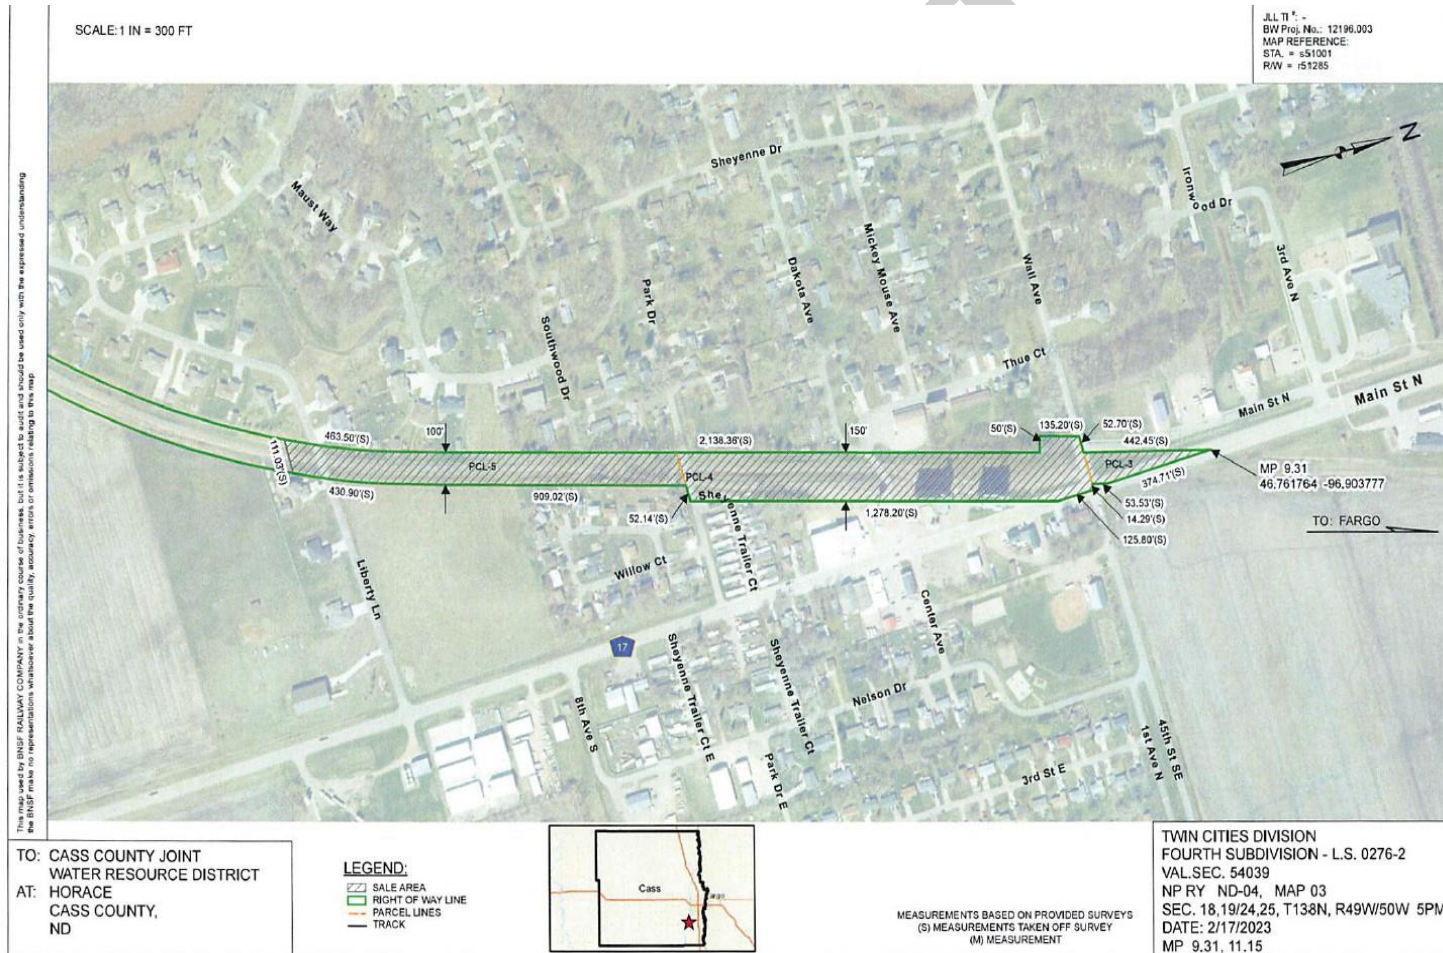 SCALE: 1 IN = 300 FT
JLL TI #: -
BW Proj. No.: 12196.003
MAP REFERENCE:
STA. = s51001
R/W = r51285
This map used by BNSF RAILWAY COMPANY in the ordinary course of business, but it is subject to audit and should be used only with the expressed understanding
the BNSF make no representations whatsoever about the quality, accuracy, errors or omissions relating to this map.
N
Sheyenne Dr
Maust Way
Ironwood Dr
Mickey Mouse Ave
Dakota Ave
Wall Ave
3rd Ave N
Park Dr
Southwood Dr
Thue Ct
Main St N
Main St N
463.50'(S)
100'
2,138.36'(S)
150'
50'(S)
135.20'(S)
52.70'(S)
442.45'(S)
111.03'(S)
PCL-5
PCL-4
PCL-3
374.71'(S)
MP 9.31
46.761764 -96.903777
430.90'(S)
909.02'(S)
52.14'(S)
1,278.20'(S)
53.53'(S)
14.29'(S)
125.80'(S)
TO: FARGO
Sheyenne Trailer Ct
Willow Ct
Liberty Ln
Center Ave
17
Sheyenne Trailer Ct E
Sheyenne Trailer Ct
Nelson Dr
8th Ave S
Park Dr E
3rd St E
1st Ave N
45th St SE
TO: CASS COUNTY JOINT
WATER RESOURCE DISTRICT
AT: HORACE
CASS COUNTY,
ND
LEGEND:
SALE AREA
RIGHT OF WAY LINE
PARCEL LINES
TRACK
Cass
MEASUREMENTS BASED ON PROVIDED SURVEYS
(S) MEASUREMENTS TAKEN OFF SURVEY
(M) MEASUREMENT
TWIN CITIES DIVISION
FOURTH SUBDIVISION - L.S. 0276-2
VAL.SEC. 54039
NP RY ND-04, MAP 03
SEC. 18,19/24,25, T138N, R49W/50W 5PM
DATE: 2/17/2023
MP 9.31, 11.15